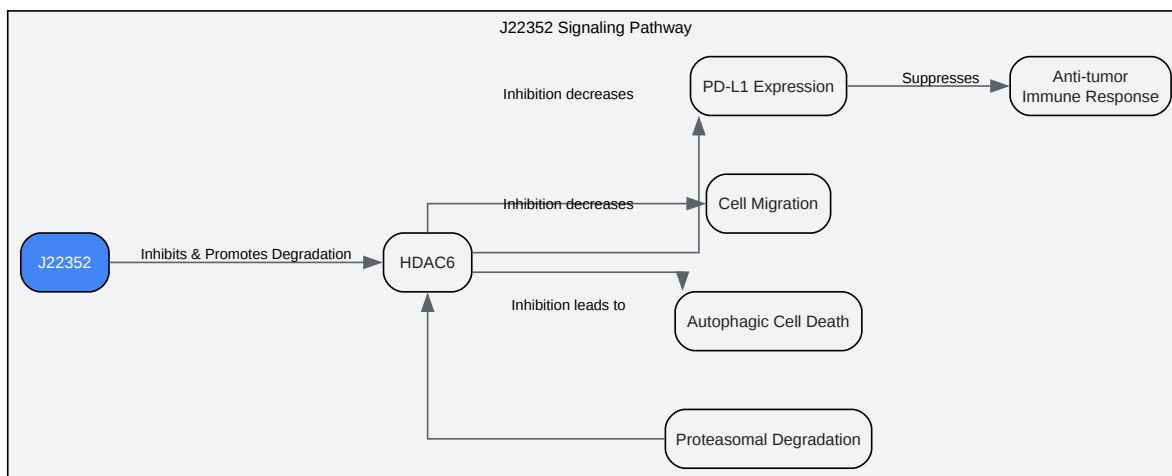 J22352 Signaling Pathway
PD-L1 Expression
Suppresses
Anti-tumor
Immune Response
Inhibition decreases
Inhibition decreases
Cell Migration
J22352
Inhibits & Promotes Degradation
HDAC6
Inhibition leads to
Autophagic Cell Death
Proteasomal Degradation